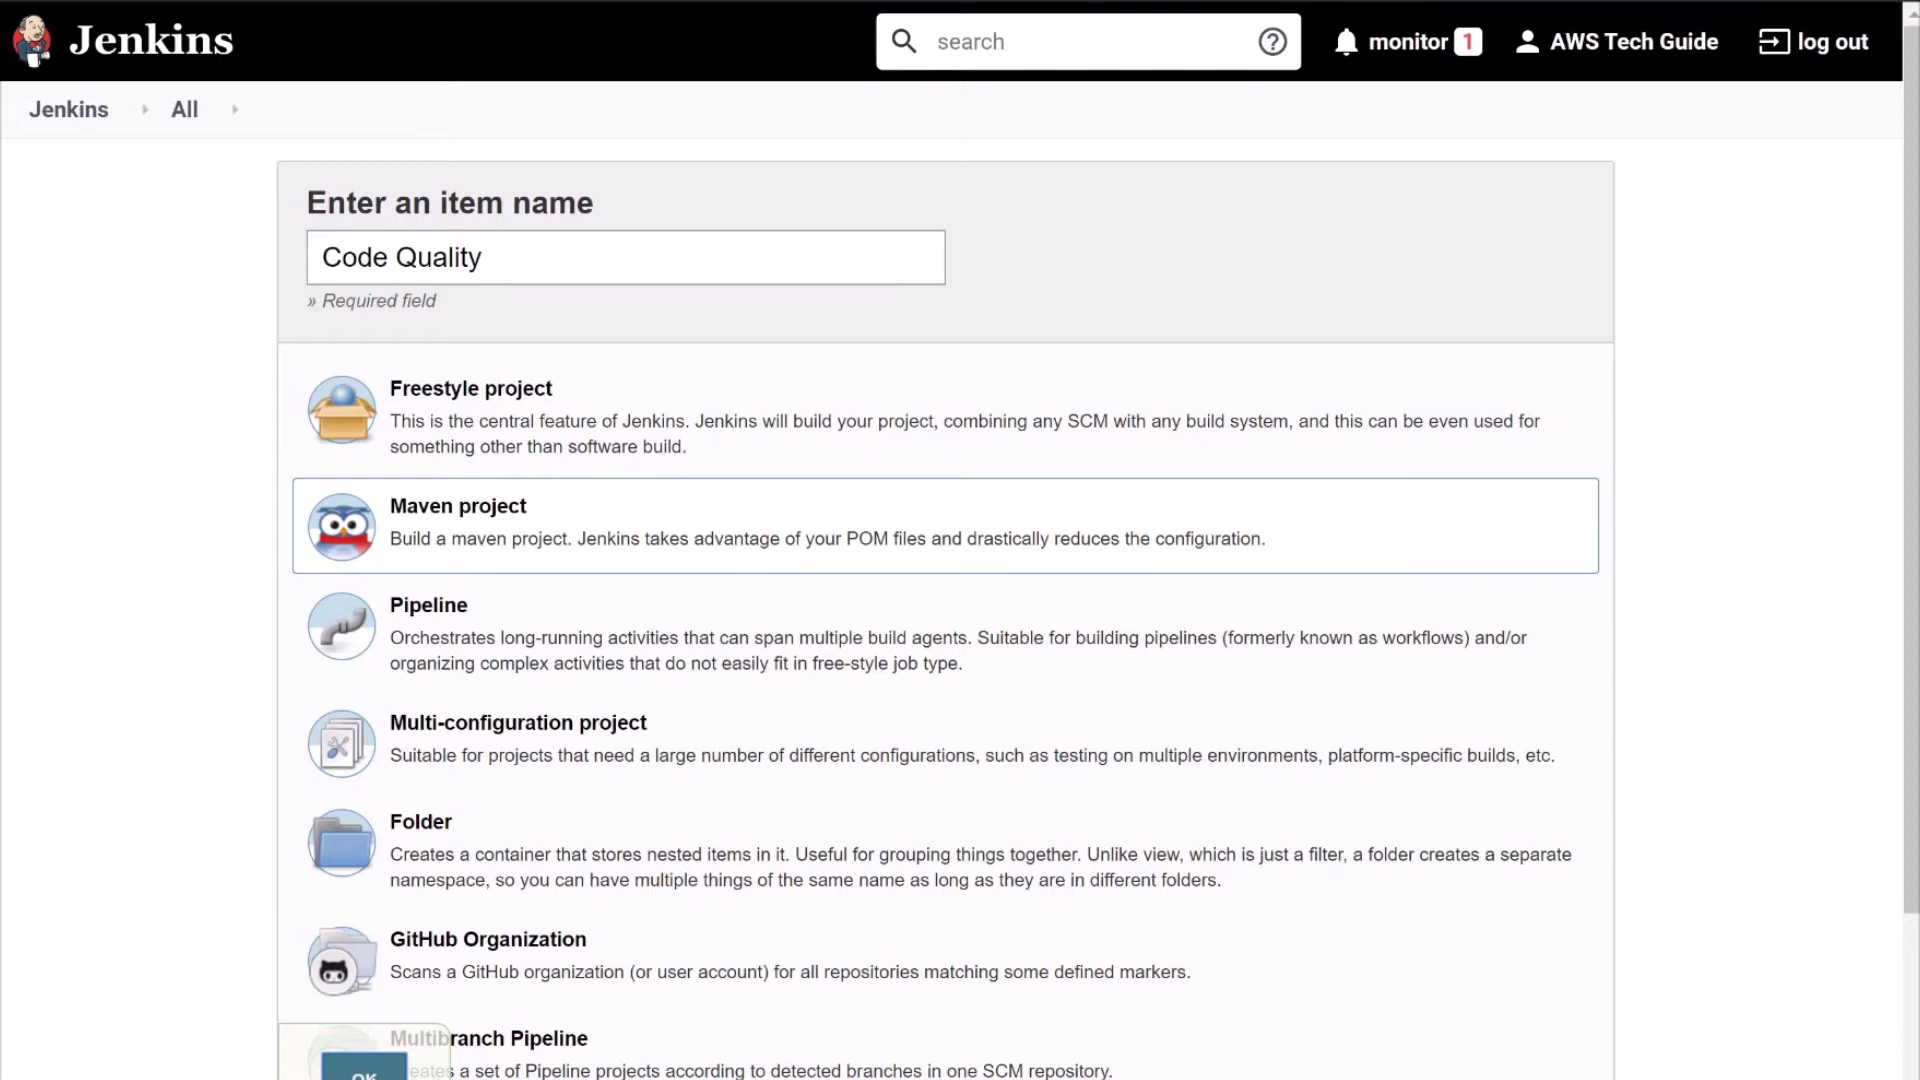 Jenkins
search
monitor 1
AWS Tech Guide
log out
Jenkins
All
Enter an item name
Code Quality
» Required field
Freestyle project
This is the central feature of Jenkins. Jenkins will build your project, combining any SCM with any build system, and this can be even used for
something other than software build.
Maven project
Build a maven project. Jenkins takes advantage of your POM files and drastically reduces the configuration.
Pipeline
Orchestrates long-running activities that can span multiple build agents. Suitable for building pipelines (formerly known as workflows) and/or
organizing complex activities that do not easily fit in free-style job type.
Multi-configuration project
Suitable for projects that need a large number of different configurations, such as testing on multiple environments, platform-specific builds, etc.
Folder
Creates a container that stores nested items in it. Useful for grouping things together. Unlike view, which is just a filter, a folder creates a separate
namespace, so you can have multiple things of the same name as long as they are in different folders.
GitHub Organization
Scans a GitHub organization (or user account) for all repositories matching some defined markers.
Multibranch Pipeline
a set of Pipeline projects according to detected branches in one SCM repository.
OK